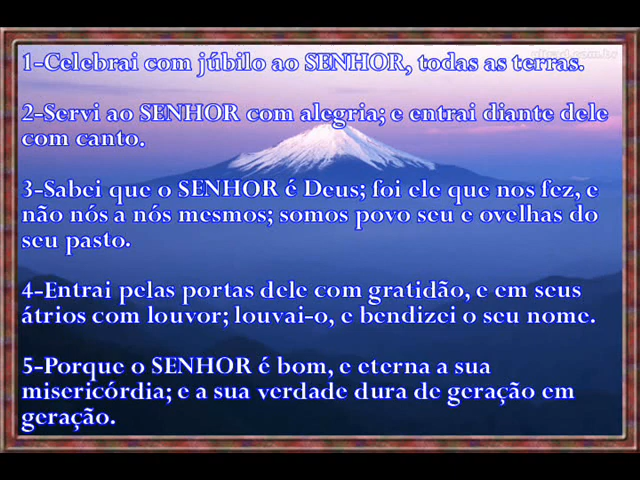 1-Celebrai com júbilo ao SENHOR, todas as terras.
2-Servi ao SENHOR com alegria; e entrai diante dele
com canto.
3-Sabei que o SENHOR é Deus; foi ele que nos fez, e
não nós a nós mesmos; somos povo seu e ovelhas do
seu pasto.
4-Entrai pelas portas dele com gratidão, e em seus
átrios com louvor; louvai-o, e bendizei o seu nome.
5-Porque o SENHOR é bom, e eterna a sua
misericórdia; e a sua verdade dura de geração em
geração.